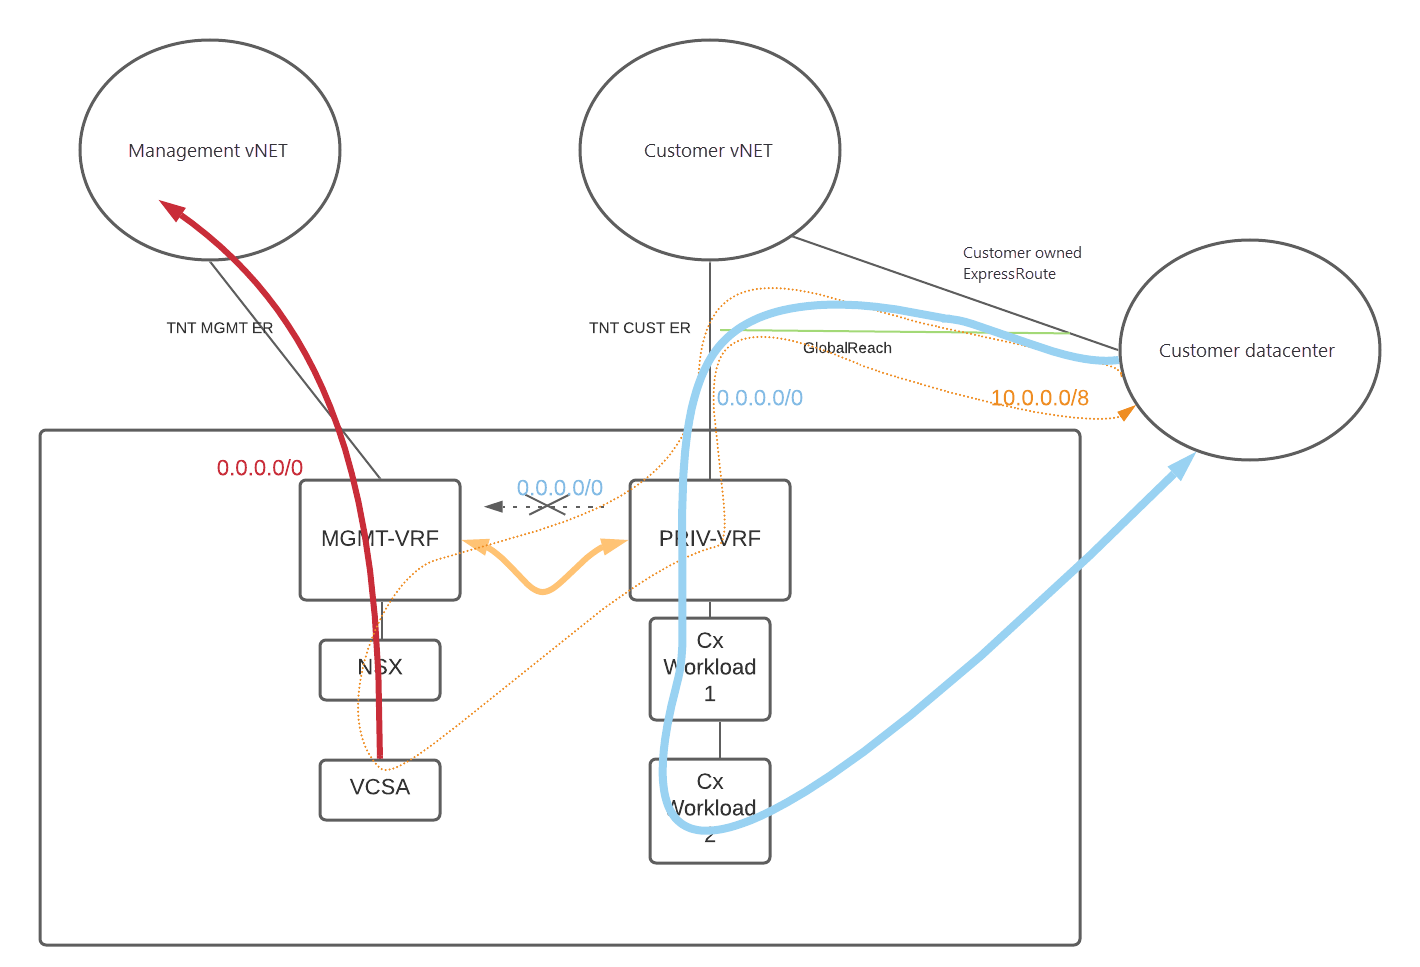 Management vNET
Customer vNET
Customer owned
ExpressRoute
TNT MGMT ER
TNT CUST ER
GlobalReach
Customer datacenter
0.0.0.0/0
10.0.0.0/8
0.0.0.0/0
0.0.0.0/0
MGMT-VRF
PRIV-VRF
NSX
Cx
Workload
1
VCSA
Cx
Workload
2